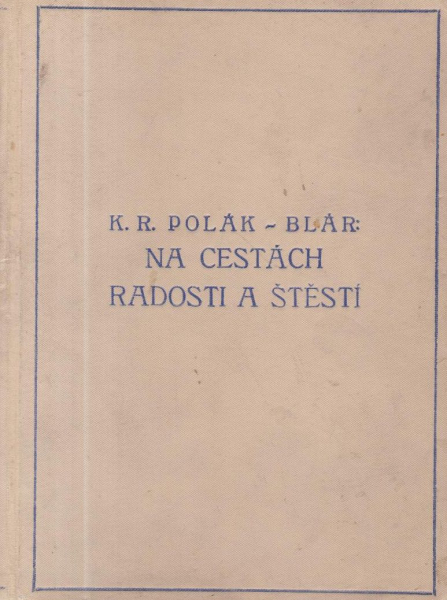 K. R. POLÁK ~ BLÁR:
NA CESTÁCH
RADOSTI A ŠTĚSTÍ